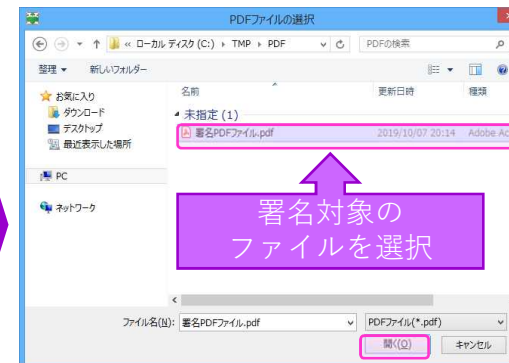 PDFファイルの選択
« ローカル ディスク (C:) ▸ TMP ▸ PDF
PDFの検索
整理 ▼ 新しいフォルダー
お気に入り
ダウンロード
デスクトップ
最近表示した場所
PC
ネットワーク
名前 更新日時 種類
未指定 (1)
署名PDFファイル.pdf 2019/10/07 20:14 Adobe Ac
署名対象の
ファイルを選択
ファイル名(N): 署名PDFファイル.pdf PDFファイル(*.pdf)
開く(O) キャンセル